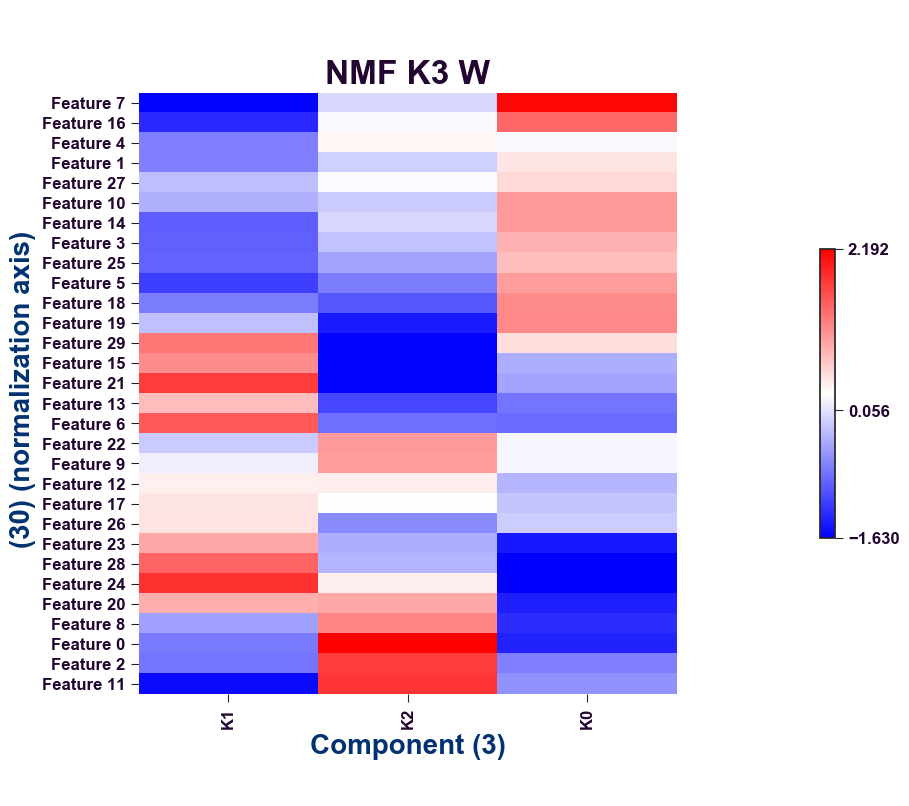 NMF K3 W
Feature 7
Feature 16
Feature 4
Feature 1
Feature 27
Feature 10
Feature 14
Feature 3
Feature 25
Feature 5
Feature 18
Feature 19
Feature 29
Feature 15
Feature 21
Feature 13
Feature 6
Feature 22
Feature 9
Feature 12
Feature 17
Feature 26
Feature 23
Feature 28
Feature 24
Feature 20
Feature 8
Feature 0
Feature 2
Feature 11
(30) (normalization axis)
K1
K2
K0
Component (3)
2.192
0.056
−1.630